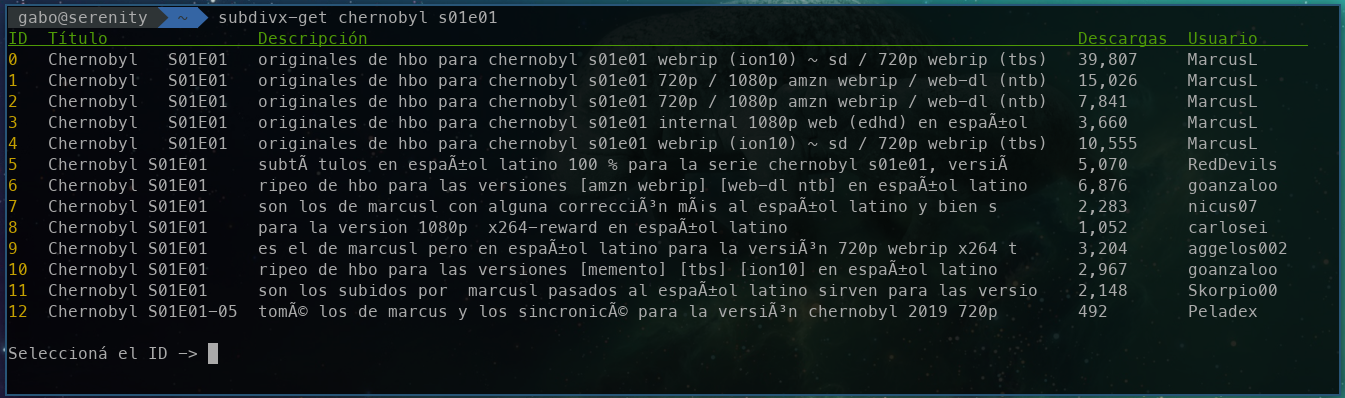 gabo@serenity ~ subdivx-get chernobyl s01e01
ID Título Descripción Descargas Usuario
0 Chernobyl S01E01 originales de hbo para chernobyl s01e01 webrip (ion10) ~ sd / 720p webrip (tbs) 39,807 MarcusL
1 Chernobyl S01E01 originales de hbo para chernobyl s01e01 720p / 1080p amzn webrip / web-dl (ntb) 15,026 MarcusL
2 Chernobyl S01E01 originales de hbo para chernobyl s01e01 720p / 1080p amzn webrip / web-dl (ntb) 7,841 MarcusL
3 Chernobyl S01E01 originales de hbo para chernobyl s01e01 internal 1080p web (edhd) en espaÃ±ol 3,660 MarcusL
4 Chernobyl S01E01 originales de hbo para chernobyl s01e01 webrip (ion10) ~ sd / 720p webrip (tbs) 10,555 MarcusL
5 Chernobyl S01E01 subtÃ tulos en espaÃ±ol latino 100 % para la serie chernobyl s01e01, versiÃ 5,070 RedDevils
6 Chernobyl S01E01 ripeo de hbo para las versiones [amzn webrip] [web-dl ntb] en espaÃ±ol latino 6,876 goanzaloo
7 Chernobyl S01E01 son los de marcusl con alguna correcciÃ³n mÃ¡s al espaÃ±ol latino y bien s 2,283 nicus07
8 Chernobyl S01E01 para la version 1080p x264-reward en espaÃ±ol latino 1,052 carlosei
9 Chernobyl S01E01 es el de marcusl pero en espaÃ±ol latino para la versiÃ³n 720p webrip x264 t 3,204 aggelos002
10 Chernobyl S01E01 ripeo de hbo para las versiones [memento] [tbs] [ion10] en espaÃ±ol latino 2,967 goanzaloo
11 Chernobyl S01E01 son los subidos por marcusl pasados al espaÃ±ol latino sirven para las versio 2,148 Skorpio00
12 Chernobyl S01E01-05 tomÃ© los de marcus y los sincronicÃ© para la versiÃ³n chernobyl 2019 720p 492 Peladex
Seleccioná el ID ->